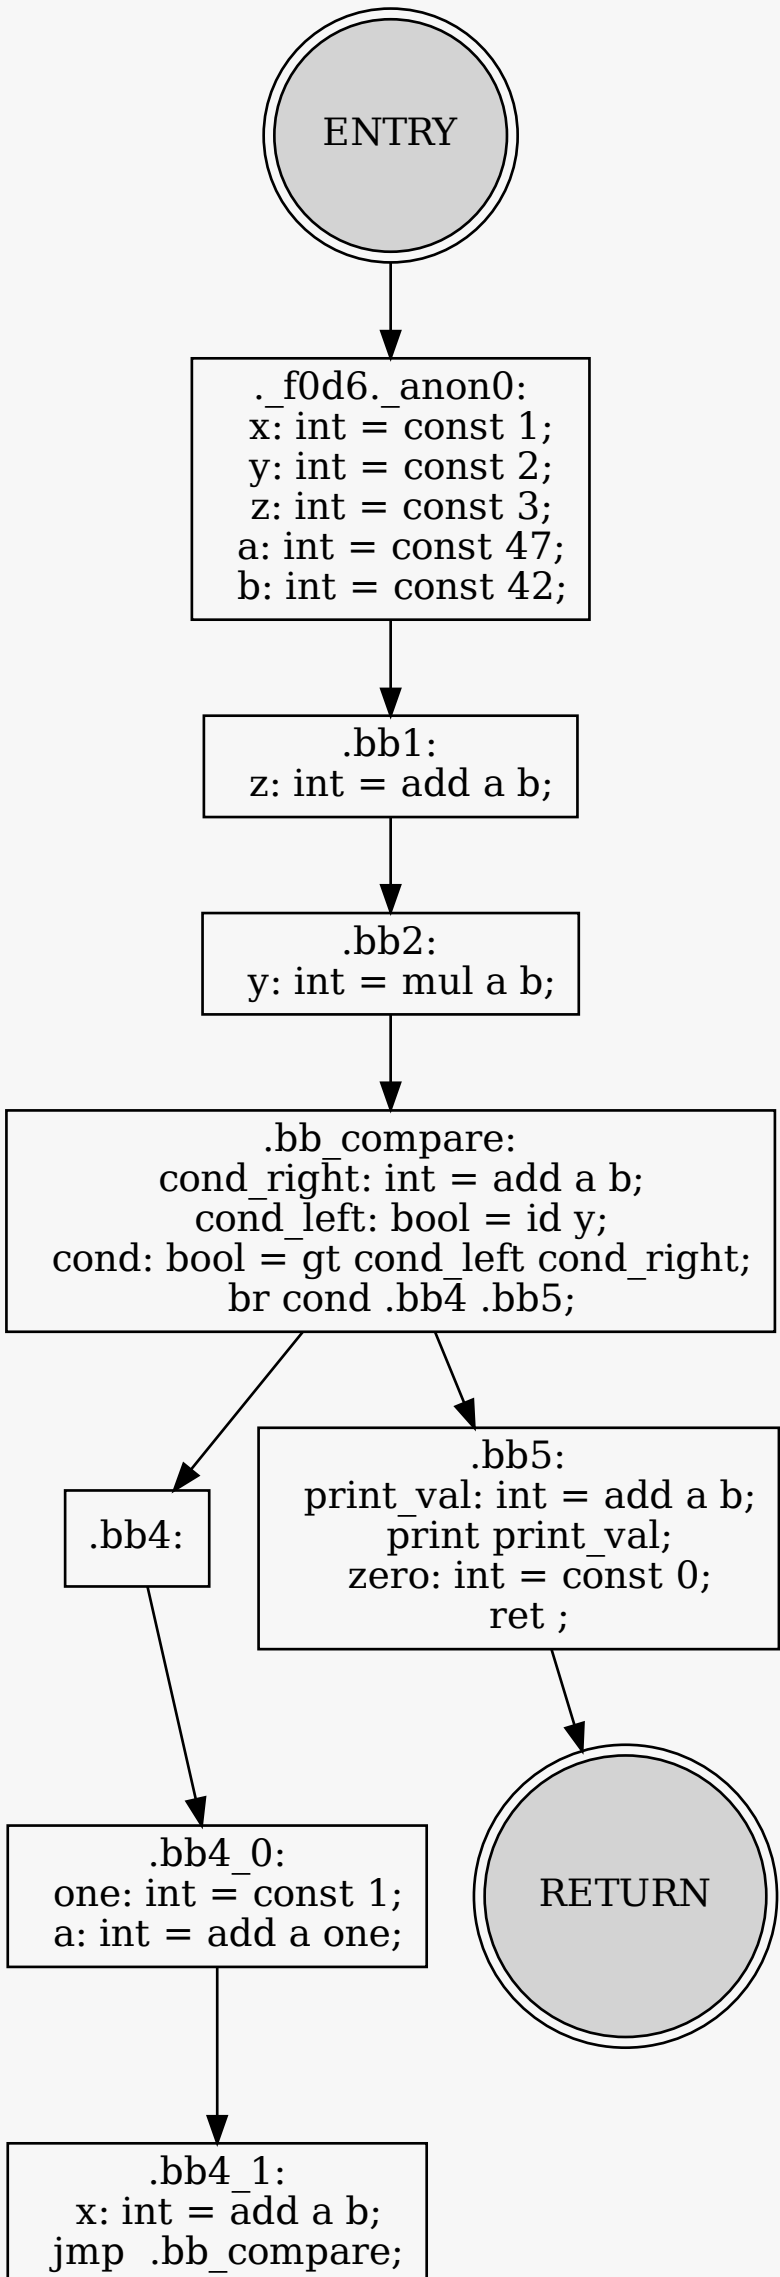 ENTRY
._f0d6._anon0:
x: int = const 1;
y: int = const 2;
z: int = const 3;
a: int = const 47;
b: int = const 42;
.bb1:
z: int = add a b;
.bb2:
y: int = mul a b;
.bb_compare:
cond_right: int = add a b;
cond_left: bool = id y;
cond: bool = gt cond_left cond_right;
br cond .bb4 .bb5;
.bb5:
print_val: int = add a b;
print print_val;
zero: int = const 0;
ret ;
.bb4:
.bb4_0:
one: int = const 1;
a: int = add a one;
RETURN
.bb4_1:
x: int = add a b;
jmp  .bb_compare;